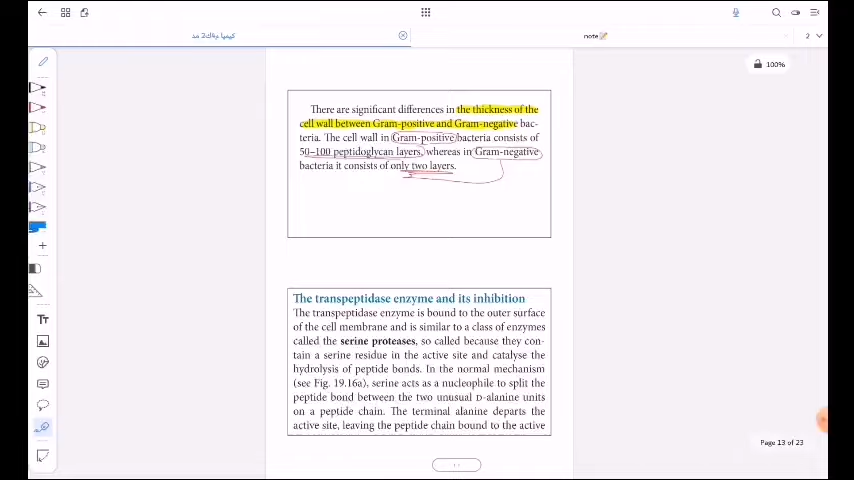 كيميا م4ك2 مد
note📝
2
100%
There are significant differences in the thickness of the
cell wall between Gram-positive and Gram-negative bac-
teria. The cell wall in Gram-positive bacteria consists of
50–100 peptidoglycan layers, whereas in Gram-negative
bacteria it consists of only two layers.
The transpeptidase enzyme and its inhibition
The transpeptidase enzyme is bound to the outer surface
of the cell membrane and is similar to a class of enzymes
called the serine proteases, so called because they con-
tain a serine residue in the active site and catalyse the
hydrolysis of peptide bonds. In the normal mechanism
(see Fig. 19.16a), serine acts as a nucleophile to split the
peptide bond between the two unusual D-alanine units
on a peptide chain. The terminal alanine departs the
active site, leaving the peptide chain bound to the active
Tт
Page 13 of 23